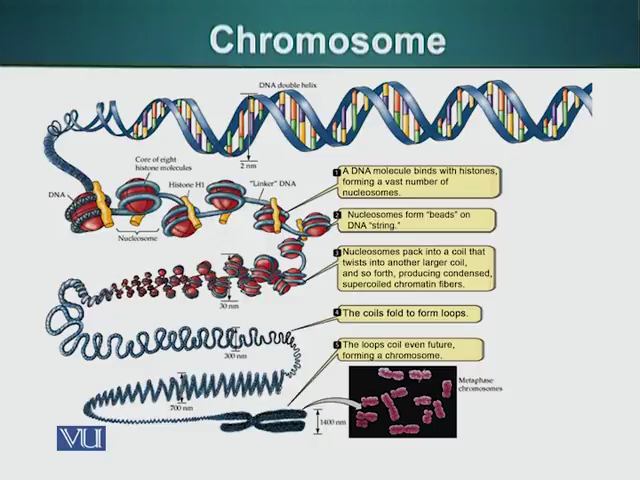 Chromosome
DNA double helix
2 nm
Core of eight
histone molecules
Histone H1
"Linker" DNA
DNA
Nucleosome
1 A DNA molecule binds with histones,
forming a vast number of
nucleosomes.
2 Nucleosomes form "beads" on
DNA "string."
3 Nucleosomes pack into a coil that
twists into another larger coil,
and so forth, producing condensed,
supercoiled chromatin fibers.
30 nm
4 The coils fold to form loops.
300 nm
5 The loops coil even future,
forming a chromosome.
700 nm
1400 nm
Metaphase
chromosomes
VU